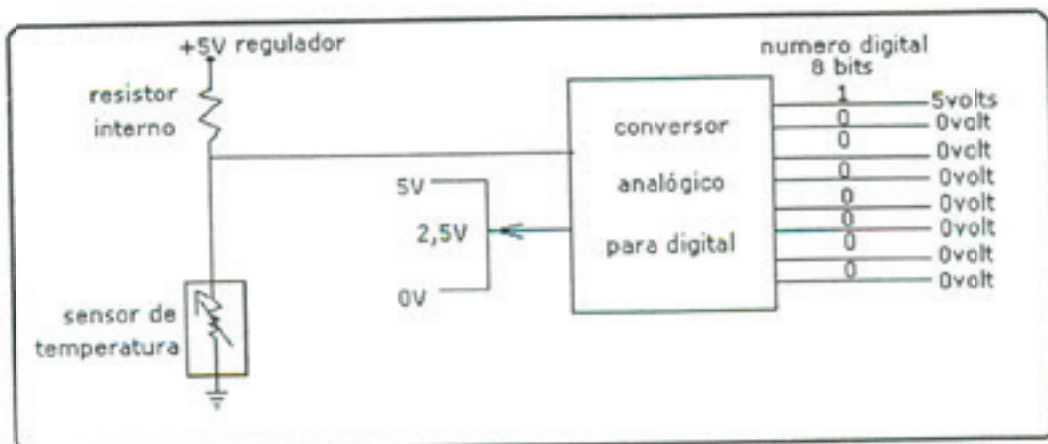 +5V regulador
resistor
interno
sensor de
temperatura
5V
2,5V
0V
conversor
analógico
para digital
numero digital
8 bits
1 5volts
0 0volt
0 0volt
0 0volt
0 0volt
0 0volt
0 0volt
0 0volt